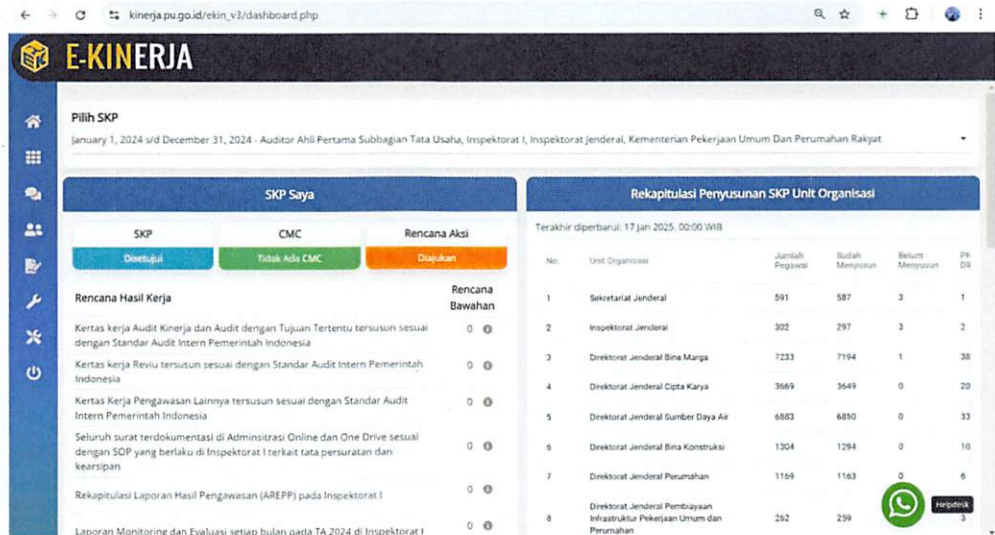 kinerja.pu.go.id/ekin_v3/dashboard.php
E-KINERJA
Pilih SKP
January 1, 2024 s/d December 31, 2024 - Auditor Ahli Pertama Subbagian Tata Usaha, Inspektorat I, Inspektorat Jenderal, Kementerian Pekerjaan Umum Dan Perumahan Rakyat
SKP Saya
SKP CMC Rencana Aksi
Disetujui Tidak Ada CMC Diajukan
Rencana Hasil Kerja Rencana
Bawahan
Kertas kerja Audit Kinerja dan Audit dengan Tujuan Tertentu tersusun sesuai 0
dengan Standar Audit Intern Pemerintah Indonesia
Kertas kerja Reviu tersusun sesuai dengan Standar Audit Intern Pemerintah 0
Indonesia
Kertas Kerja Pengawasan Lainnya tersusun sesuai dengan Standar Audit 0
Intern Pemerintah Indonesia
Seluruh surat terdokumentasi di Adminsitrasi Online dan One Drive sesuai
dengan SOP yang berlaku di Inspektorat I terkait tata persuratan dan 0
kearsipan
Rekapitulasi Laporan Hasil Pengawasan (AREPP) pada Inspektorat I 0
Laporan Monitoring dan Evaluasi setiap bulan pada TA 2024 di Inspektorat I 0
Rekapitulasi Penyusunan SKP Unit Organisasi
Terakhir diperbarui: 17 Jan 2025, 00:00 WIB
No. Unit Organisasi Jumlah Sudah Belum
Pegawai Menyusun Menyusun
1 Sekretariat Jenderal 591 587 3 1
2 Inspektorat Jenderal 302 297 3 2
3 Direktorat Jenderal Bina Marga 7233 7194 1 38
4 Direktorat Jenderal Cipta Karya 3669 3649 0 20
5 Direktorat Jenderal Sumber Daya Air 6883 6850 0 33
6 Direktorat Jenderal Bina Konstruksi 1304 1294 0 10
7 Direktorat Jenderal Perumahan 1169 1163 0 6
Direktorat Jenderal Pembiayaan
8 Infrastruktur Pekerjaan Umum dan 262 259 3
Perumahan
Helpdesk